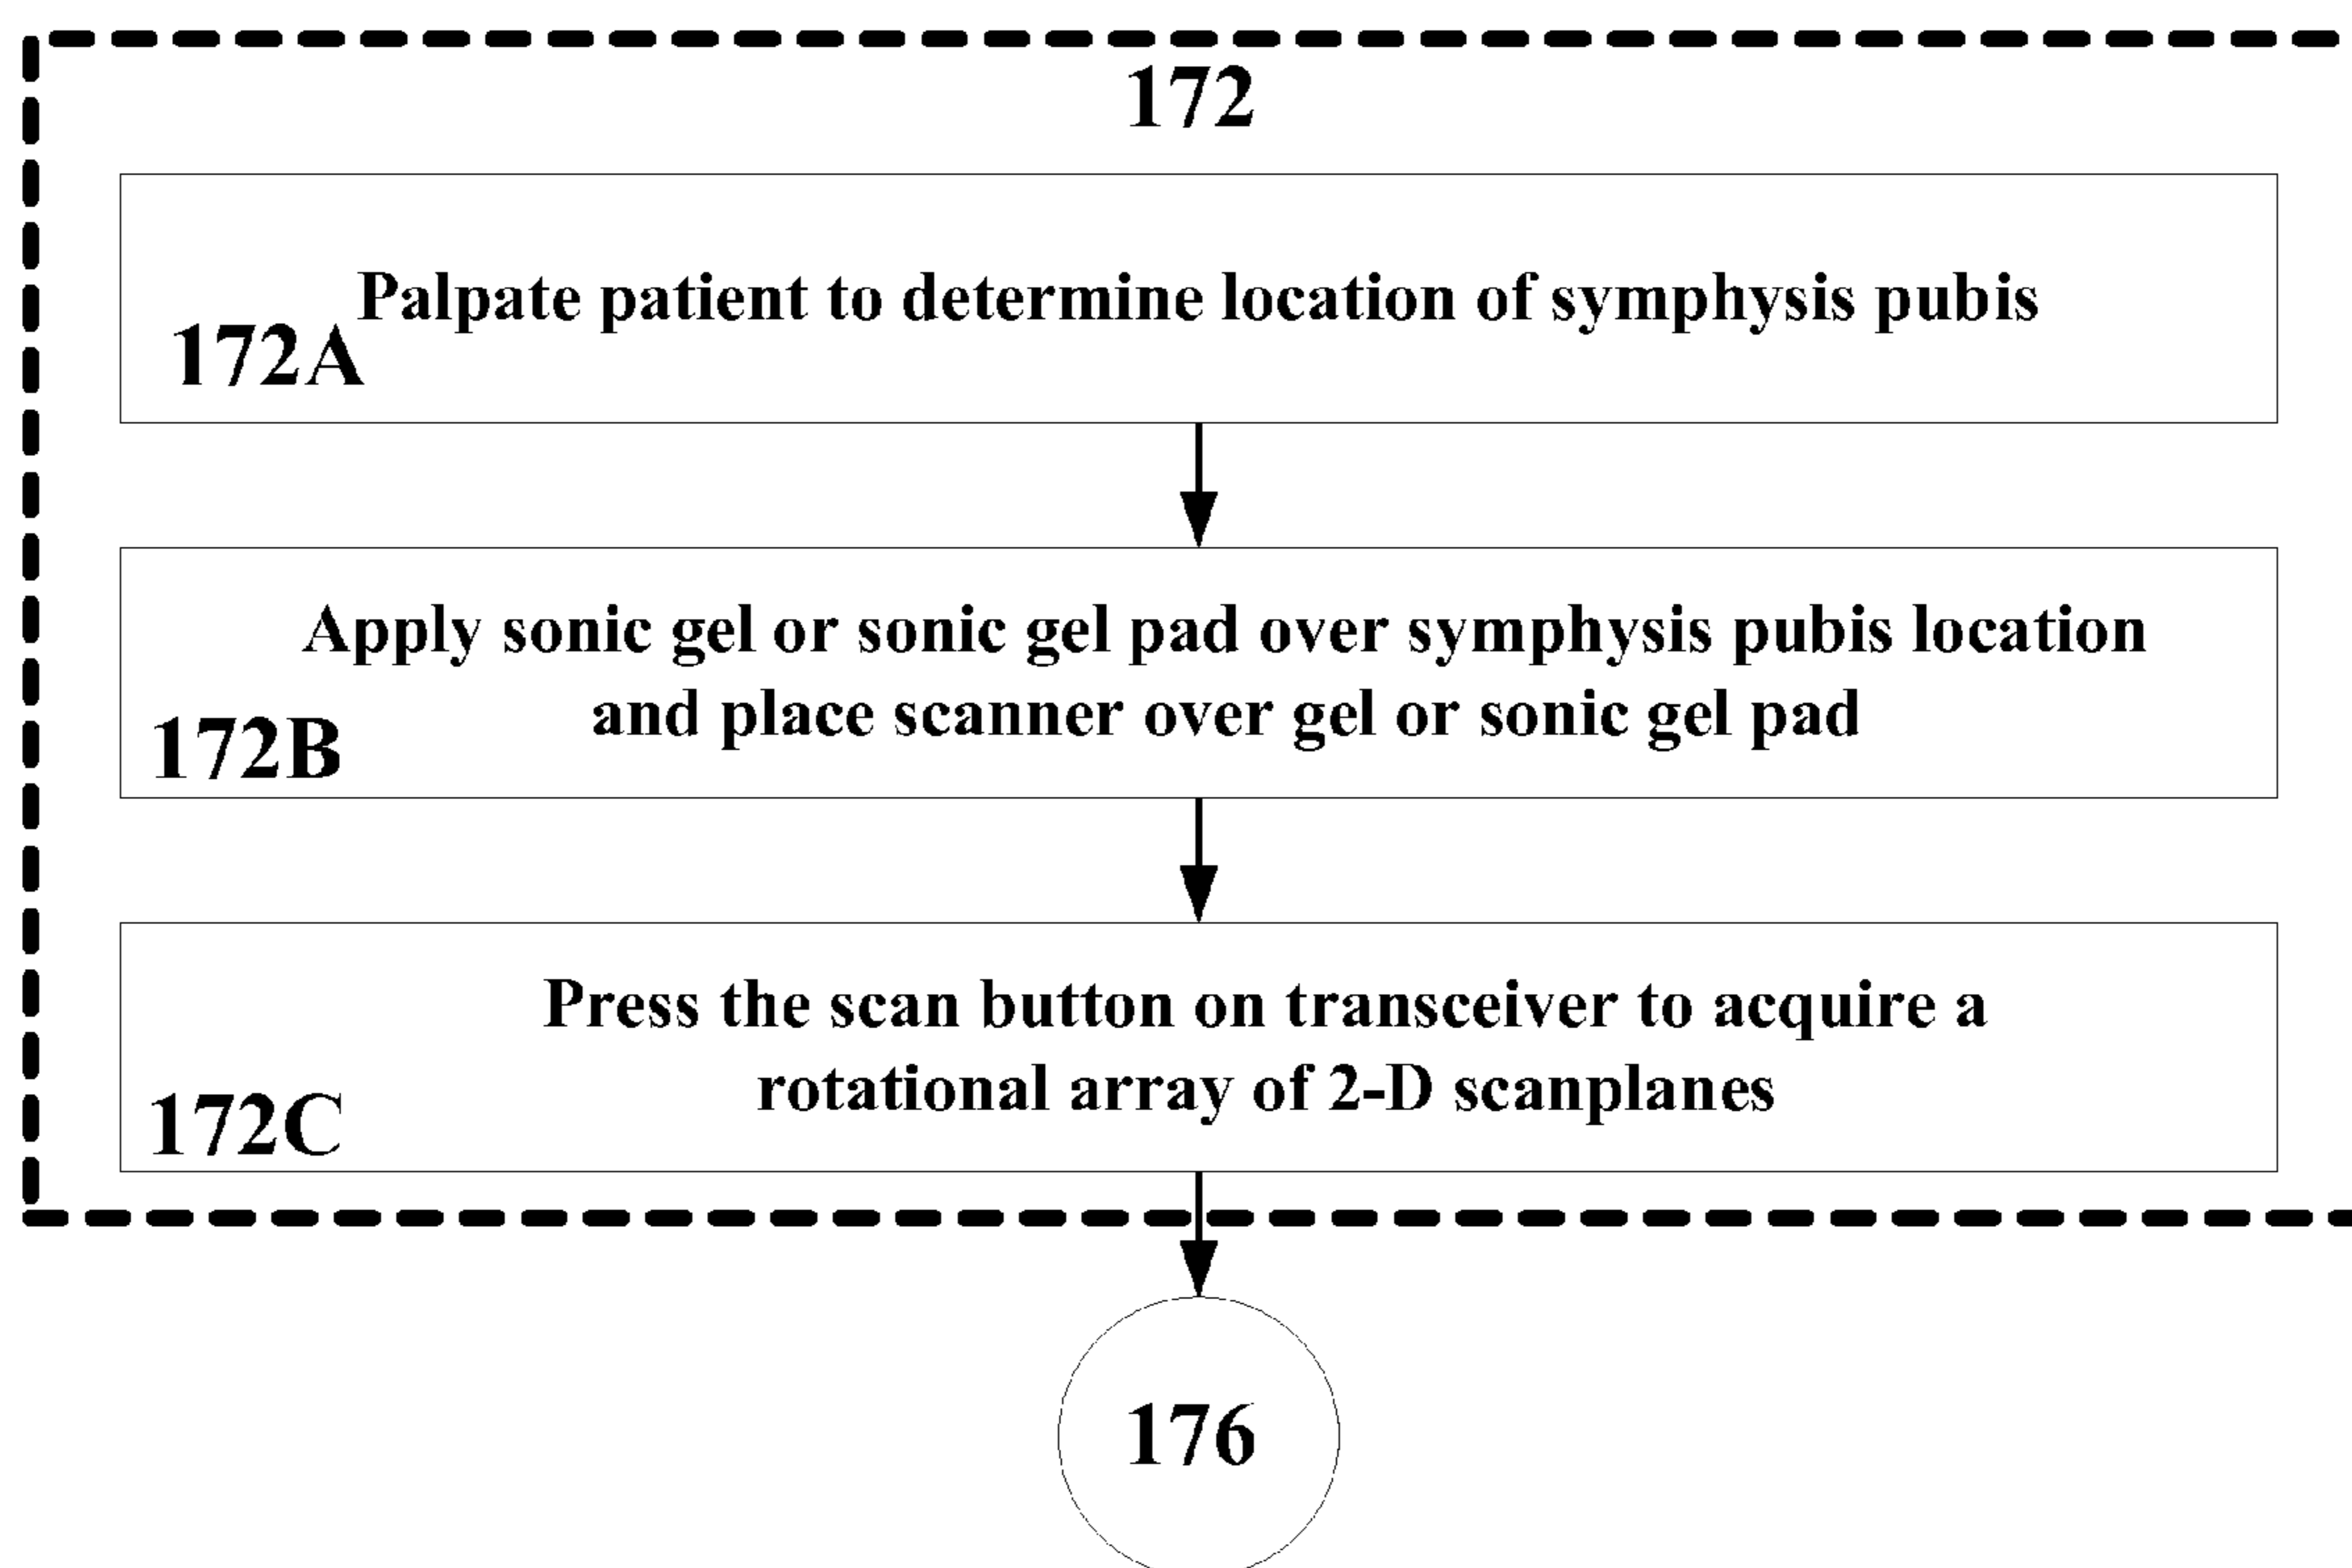 172
Palpate patient to determine location of symphysis pubis
172A
Apply sonic gel or sonic gel pad over symphysis pubis location
and place scanner over gel or sonic gel pad
172B
Press the scan button on transceiver to acquire a
rotational array of 2-D scanplanes
172C
176